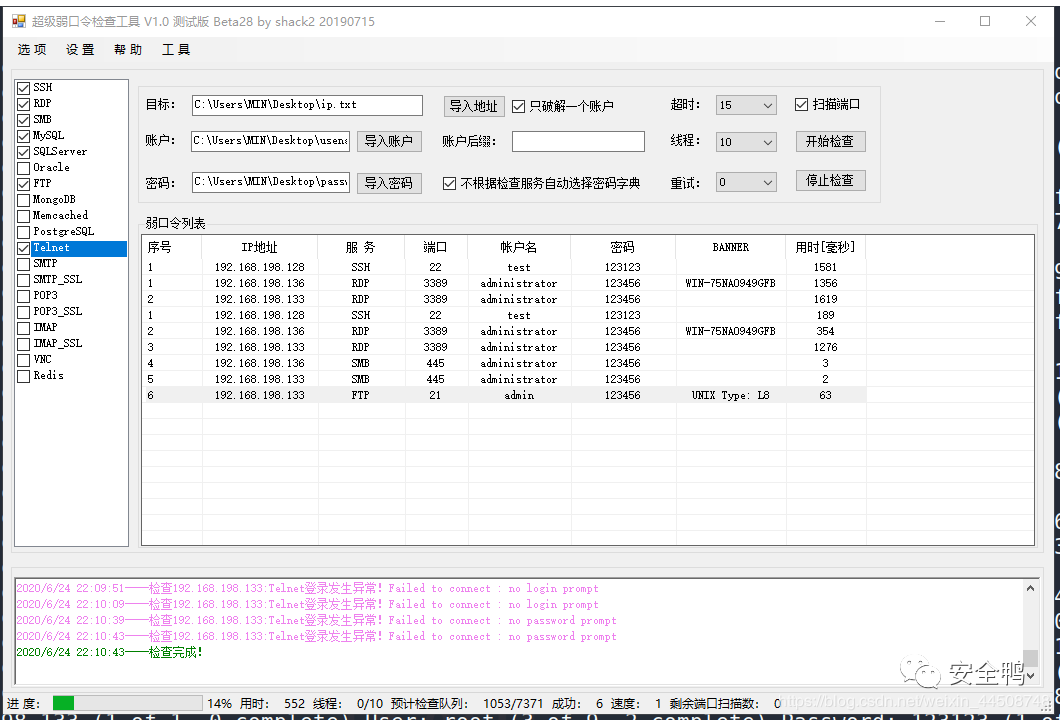 超级弱口令检查工具 V1.0 测试版 Beta28 by shack2 20190715
选项 设置 帮助 工具
SSH
RDP
SMB
MySQL
SQLServer
Oracle
FTP
MongoDB
Memcached
PostgreSQL
Telnet
SMTP
SMTP_SSL
POP3
POP3_SSL
IMAP
IMAP_SSL
VNC
Redis
目标: C:\Users\MIN\Desktop\ip.txt 导入地址 只破解一个账户 超时: 15 扫描端口
账户: C:\Users\MIN\Desktop\usena 导入账户 账户后缀: 线程: 10 开始检查
密码: C:\Users\MIN\Desktop\passw 导入密码 不根据检查服务自动选择密码字典 重试: 0 停止检查
弱口令列表
序号 IP地址 服 务 端口 帐户名 密码 BANNER 用时[毫秒]
1 192.168.198.128 SSH 22 test 123123 1581
1 192.168.198.136 RDP 3389 administrator 123456 WIN-75NAO949GFB 1356
2 192.168.198.133 RDP 3389 administrator 123456 1619
1 192.168.198.128 SSH 22 test 123123 189
2 192.168.198.136 RDP 3389 administrator 123456 WIN-75NAO949GFB 354
3 192.168.198.133 RDP 3389 administrator 123456 1276
4 192.168.198.136 SMB 445 administrator 123456 3
5 192.168.198.133 SMB 445 administrator 123456 2
6 192.168.198.133 FTP 21 admin 123456 UNIX Type: L8 63
2020/6/24 22:09:51——检查192.168.198.133:Telnet登录发生异常! Failed to connect : no login prompt
2020/6/24 22:10:09——检查192.168.198.133:Telnet登录发生异常! Failed to connect : no login prompt
2020/6/24 22:10:39——检查192.168.198.133:Telnet登录发生异常! Failed to connect : no password prompt
2020/6/24 22:10:43——检查192.168.198.133:Telnet登录发生异常! Failed to connect : no password prompt
2020/6/24 22:10:43——检查完成!
安全鸭
进度: 14% 用时: 552 线程: 0/10 预计检查队列: 1053/7371 成功: 6 速度: 1 剩余端口扫描数: 0
https://blog.csdn.net/weixin_44508748